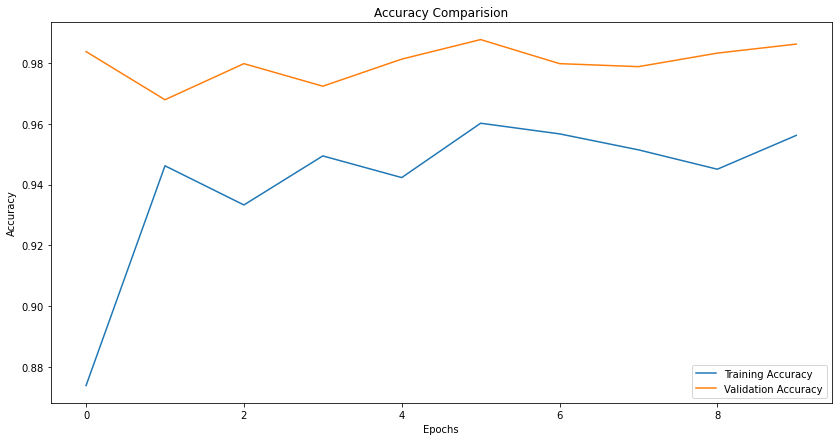 Accuracy Comparision
0.98
0.96
0.94
0.92
0.90
0.88
Accuracy
0 2 4 6 8
Epochs
Training Accuracy
Validation Accuracy